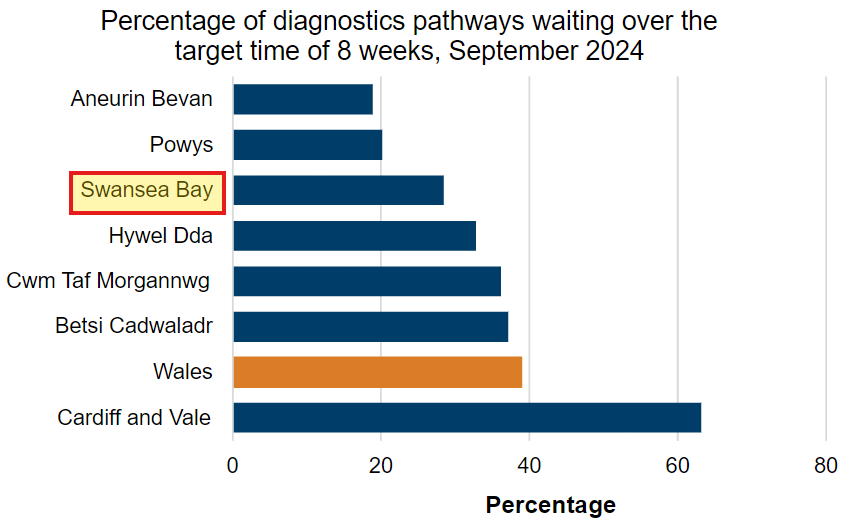 Percentage of diagnostics pathways waiting over the
target time of 8 weeks, September 2024
Aneurin Bevan
Powys
Swansea Bay
Hywel Dda
Cwm Taf Morgannwg
Betsi Cadwaladr
Wales
Cardiff and Vale
0 20 40 60 80
Percentage